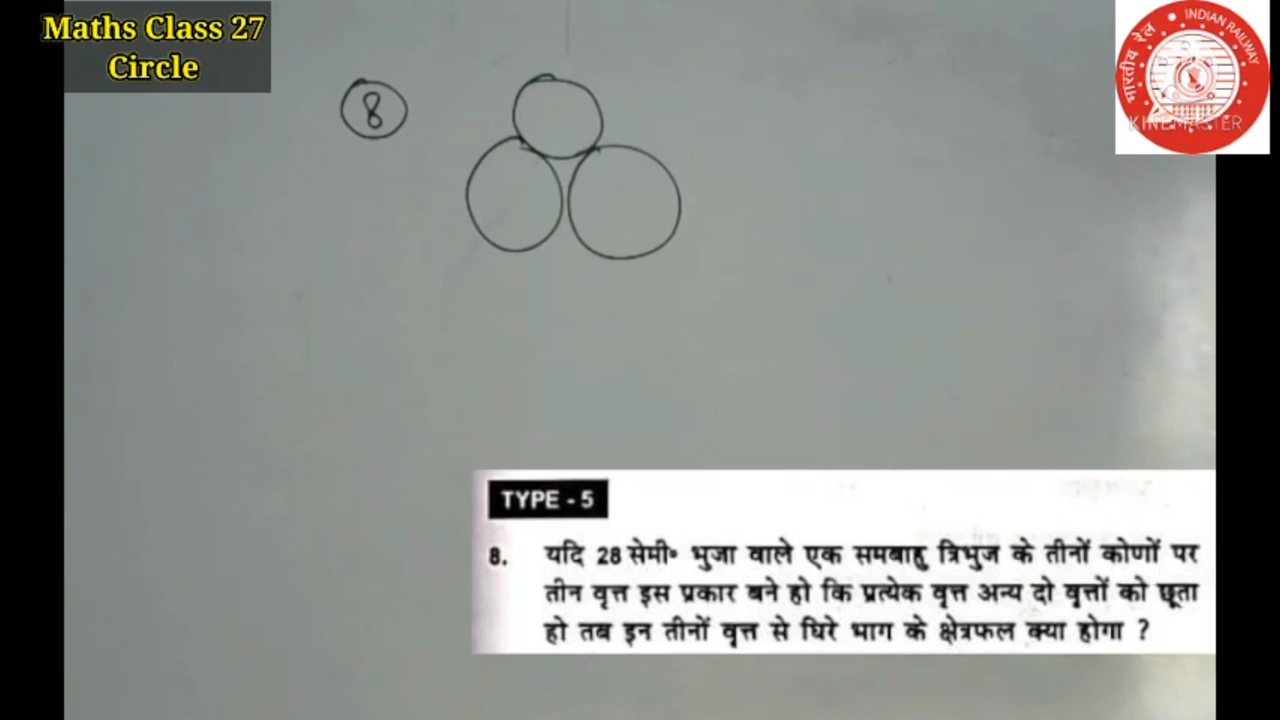 Maths Class 27
Circle
INDIAN RAILWAY
भारतीय रेल
KINEMASTER
8
TYPE - 5
8. यदि 28 सेमी॰ भुजा वाले एक समबाहु त्रिभुज के तीनों कोणों पर
तीन वृत्त इस प्रकार बने हो कि प्रत्येक वृत्त अन्य दो वृत्तों को छूता
हो तब इन तीनों वृत्त से घिरे भाग के क्षेत्रफल क्या होगा ?